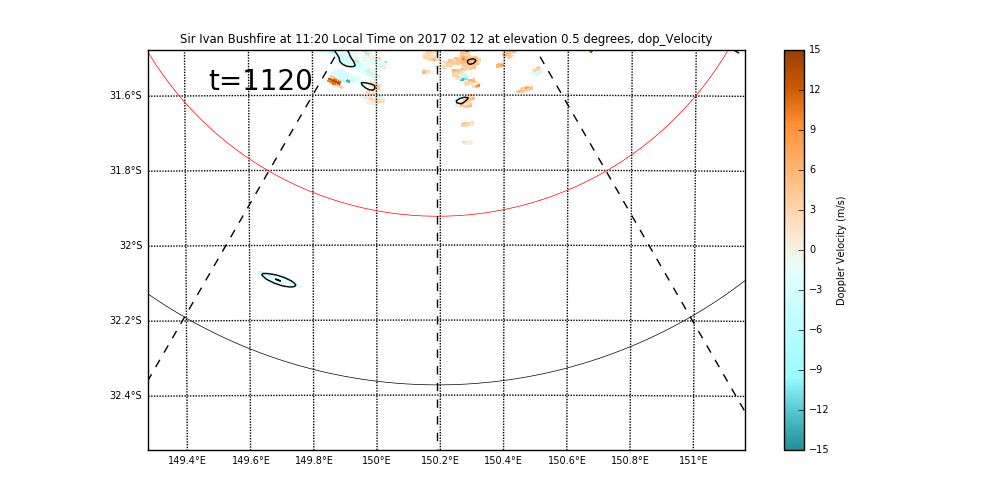 Sir Ivan Bushfire at 11:20 Local Time on 2017 02 12 at elevation 0.5 degrees, dop_Velocity
t=1120
31.6°S
31.8°S
32°S
32.2°S
32.4°S
149.4°E 149.6°E 149.8°E 150°E 150.2°E 150.4°E 150.6°E 150.8°E 151°E
15
12
9
6
3
0
−3
−6
−9
−12
−15
Doppler Velocity (m/s)